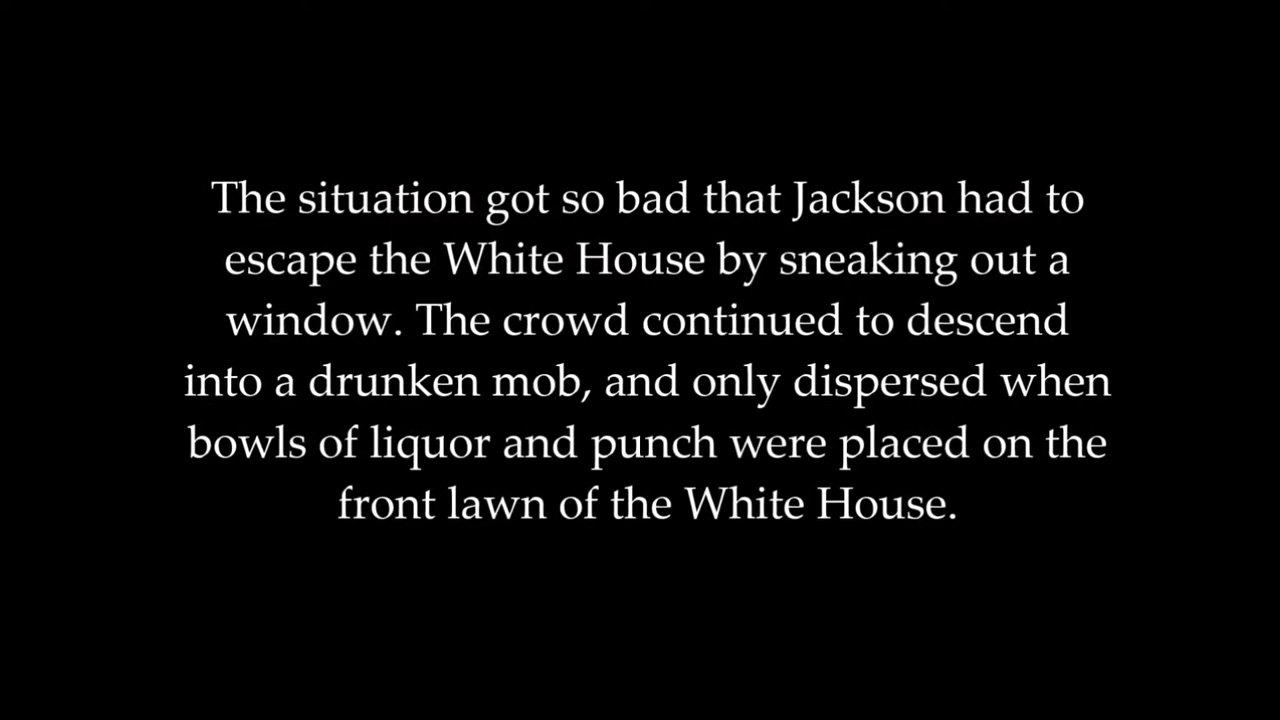 The situation got so bad that Jackson had to
escape the White House by sneaking out a
window. The crowd continued to descend
into a drunken mob, and only dispersed when
bowls of liquor and punch were placed on the
front lawn of the White House.